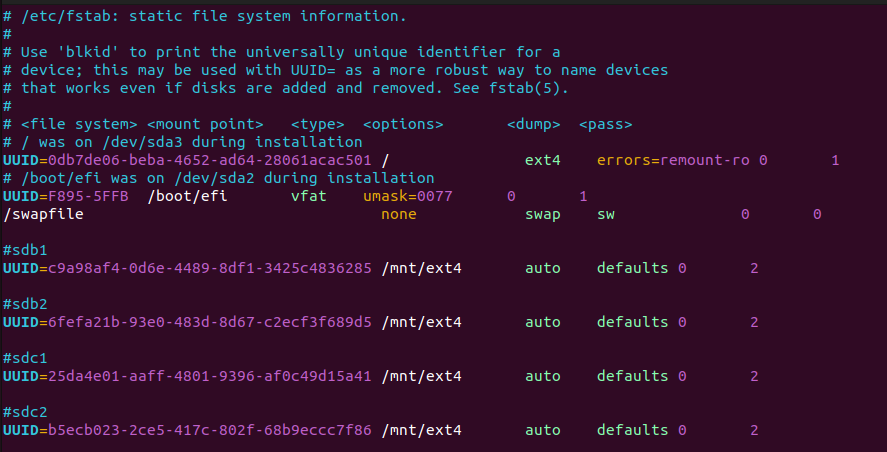 # /etc/fstab: static file system information.
#
# Use 'blkid' to print the universally unique identifier for a
# device; this may be used with UUID= as a more robust way to name devices
# that works even if disks are added and removed. See fstab(5).
#
# <file system> <mount point>   <type>  <options>       <dump>  <pass>
# / was on /dev/sda3 during installation
UUID=0db7de06-beba-4652-ad64-28061acac501 /               ext4    errors=remount-ro 0       1
# /boot/efi was on /dev/sda2 during installation
UUID=F895-5FFB  /boot/efi       vfat    umask=0077      0       1
/swapfile                                 none            swap    sw              0       0

#sdb1
UUID=c9a98af4-0d6e-4489-8df1-3425c4836285 /mnt/ext4       auto    defaults 0       2

#sdb2
UUID=6fefa21b-93e0-483d-8d67-c2ecf3f689d5 /mnt/ext4       auto    defaults 0       2

#sdc1
UUID=25da4e01-aaff-4801-9396-af0c49d15a41 /mnt/ext4       auto    defaults 0       2

#sdc2
UUID=b5ecb023-2ce5-417c-802f-68b9eccc7f86 /mnt/ext4       auto    defaults 0       2